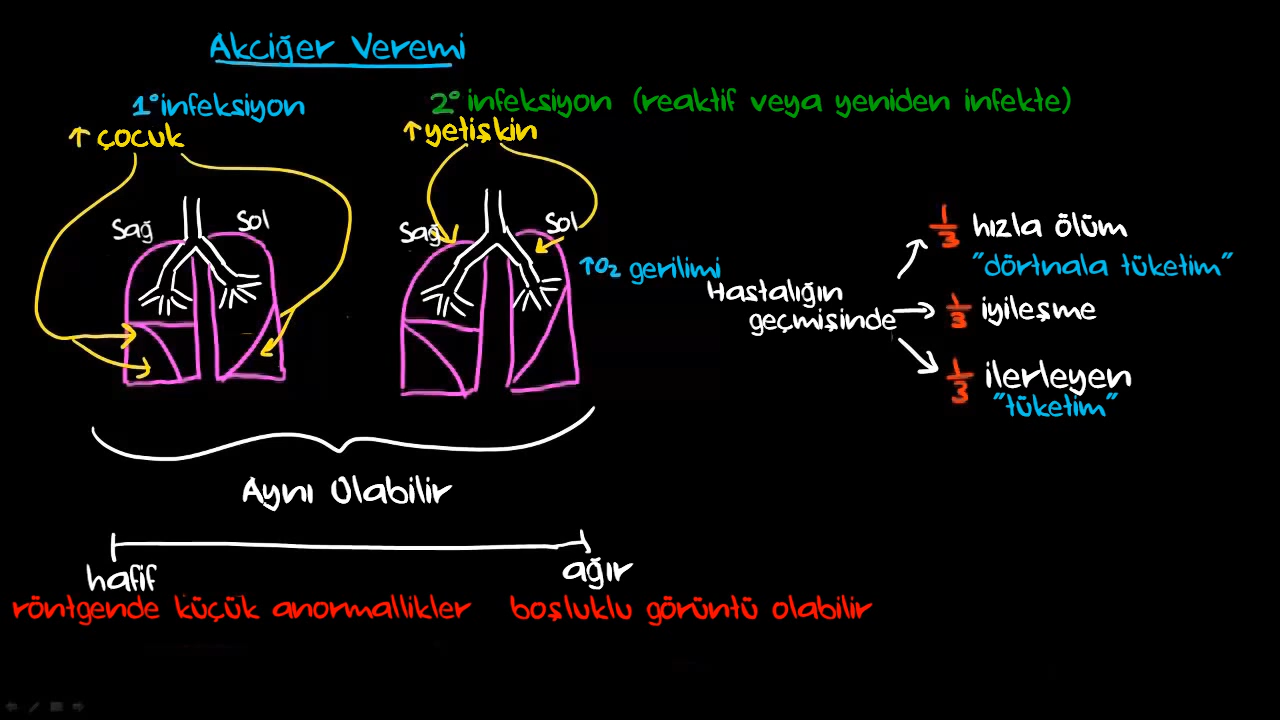 Akciğer Veremi
1° infeksiyon
2° infeksiyon (reaktif veya yeniden infekte)
↑ çocuk
↑ yetişkin
Sağ
Sol
Sağ
Sol
↑O₂ gerilimi
Hastalığın
geçmişinde
1/3 hızla ölüm
"dörtnala tüketim"
1/3 iyileşme
1/3 ilerleyen
"tüketim"
Aynı Olabilir
hafif
ağır
röntgende küçük anormallikler
boşluklu görüntü olabilir